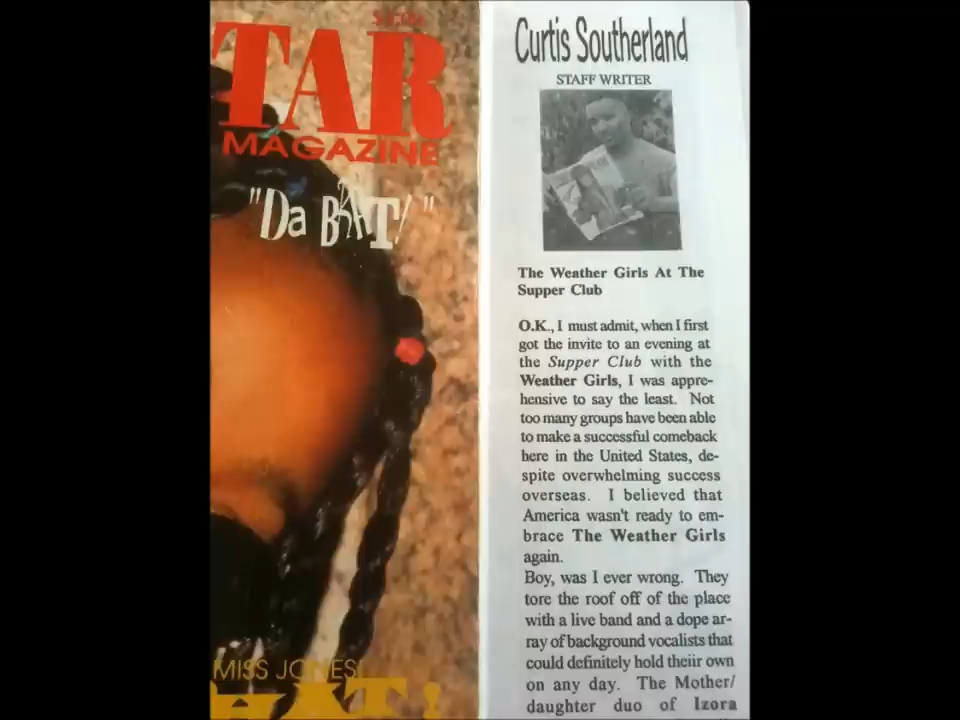 TAR
MAGAZINE
"Da BRAT!"
MISS JONES!
HAT!
Curtis Southerland
STAFF WRITER
The Weather Girls At The
Supper Club
O.K., I must admit, when I first
got the invite to an evening at
the Supper Club with the
Weather Girls, I was appre-
hensive to say the least. Not
too many groups have been able
to make a successful comeback
here in the United States, de-
spite overwhelming success
overseas. I believed that
America wasn't ready to em-
brace The Weather Girls
again.
Boy, was I ever wrong. They
tore the roof off of the place
with a live band and a dope ar-
ray of background vocalists that
could definitely hold theiir own
on any day. The Mother/
daughter duo of Izora